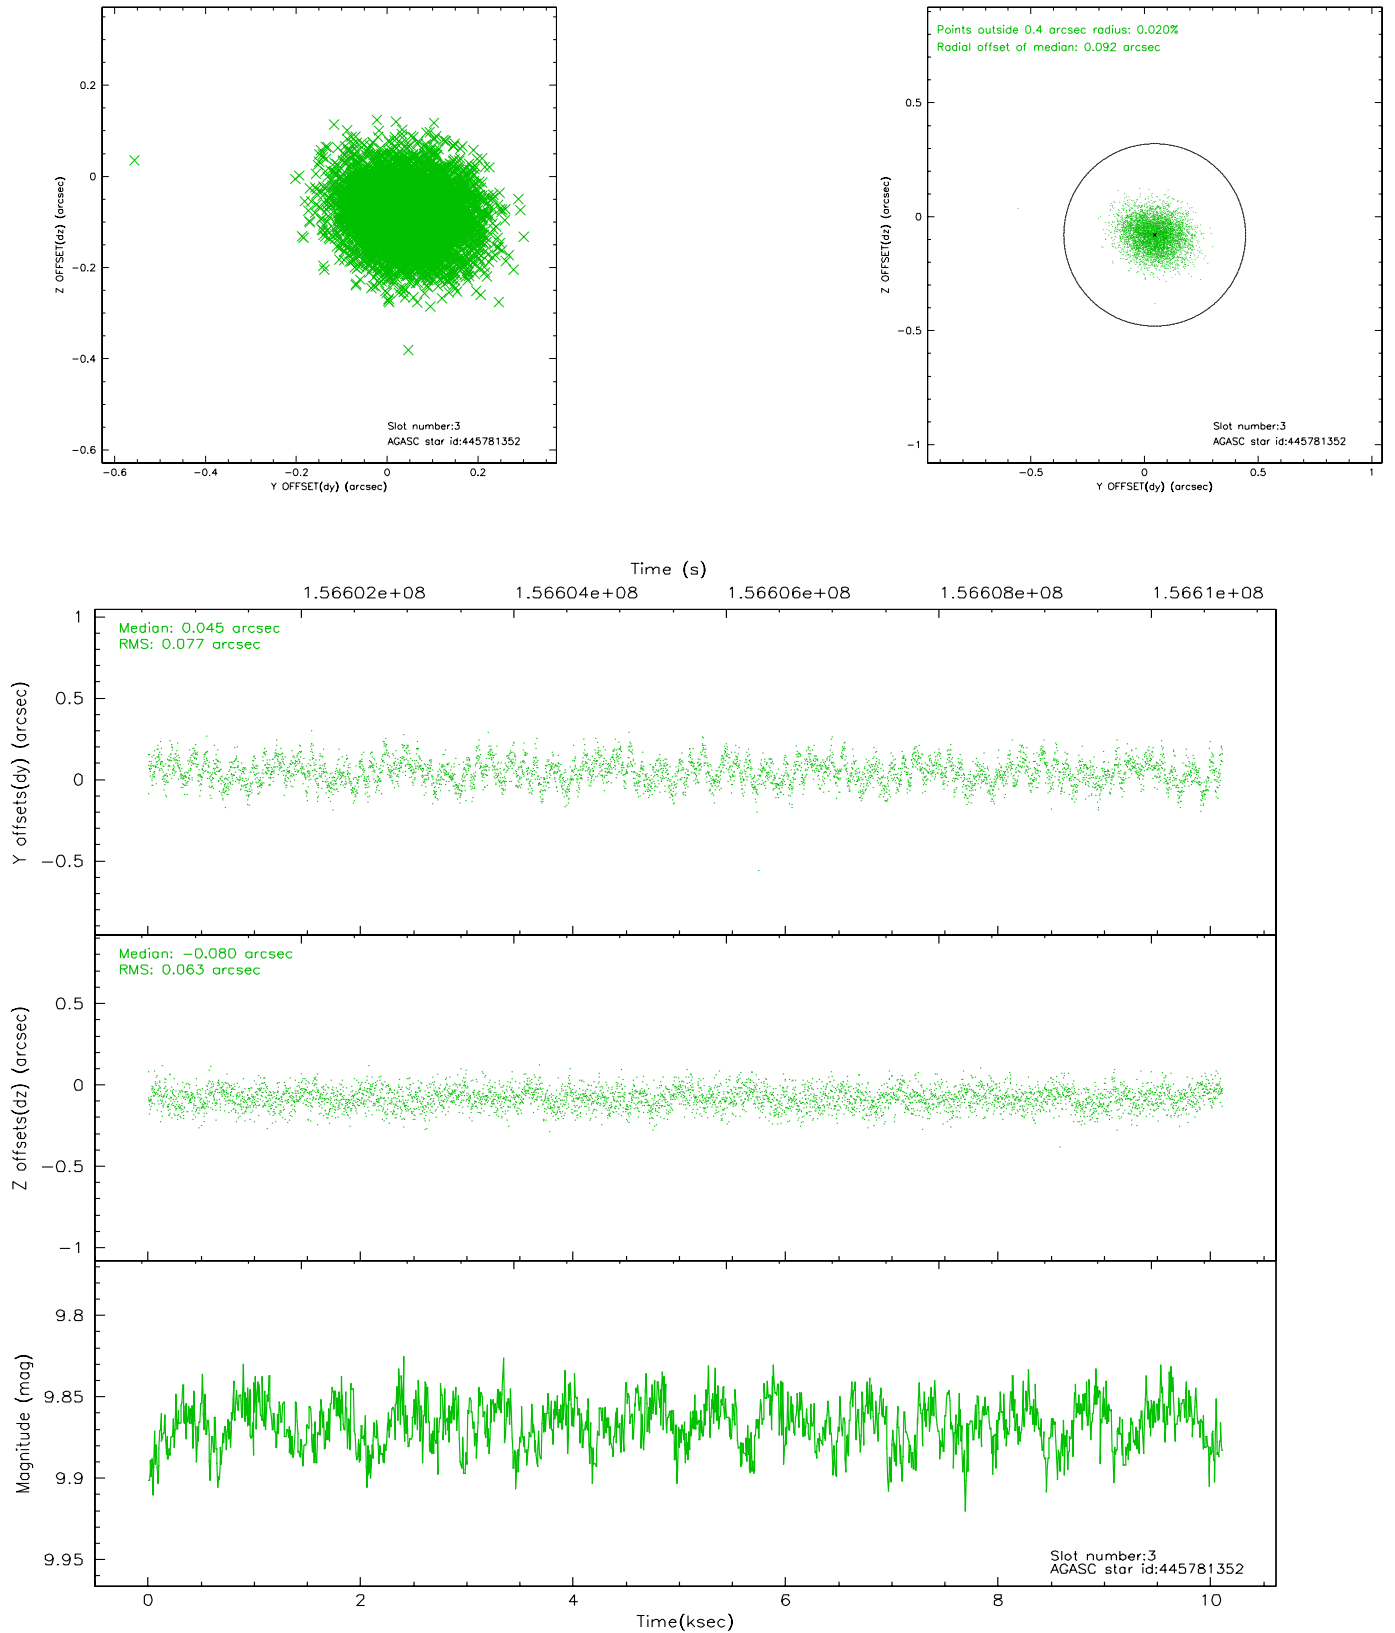 0.2
0
−0.2
−0.4
−0.6
Z OFFSET(dz) (arcsec)
Slot number:3
AGASC star id:445781352
−0.6 −0.4 −0.2 0 0.2
Y OFFSET(dy) (arcsec)
Points outside 0.4 arcsec radius: 0.020%
Radial offset of median: 0.092 arcsec
0.5
0
−0.5
−1
Z OFFSET(dz) (arcsec)
Slot number:3
AGASC star id:445781352
−0.5 0 0.5 1
Y OFFSET(dy) (arcsec)
Time (s)
1.56602e+08 1.56604e+08 1.56606e+08 1.56608e+08 1.5661e+08
Median: 0.045 arcsec
RMS: 0.077 arcsec
1
0.5
0
−0.5
Y offsets(dy) (arcsec)
Median: −0.080 arcsec
RMS: 0.063 arcsec
0.5
0
−0.5
−1
Z offsets(dz) (arcsec)
9.8
9.85
9.9
9.95
Magnitude (mag)
Slot number:3
AGASC star id:445781352
0 2 4 6 8 10
Time(ksec)